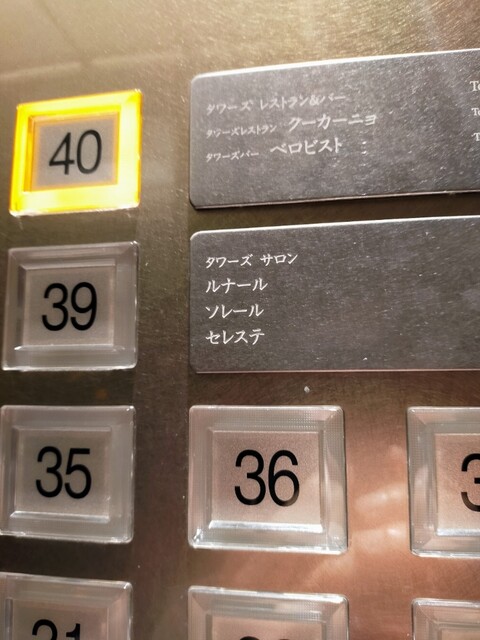 40
タワーズ レストラン&バー
タワーズレストラン クーカーニョ
タワーズバー ベロビスト
39
タワーズ サロン
ルナール
ソレール
セレステ
35
36